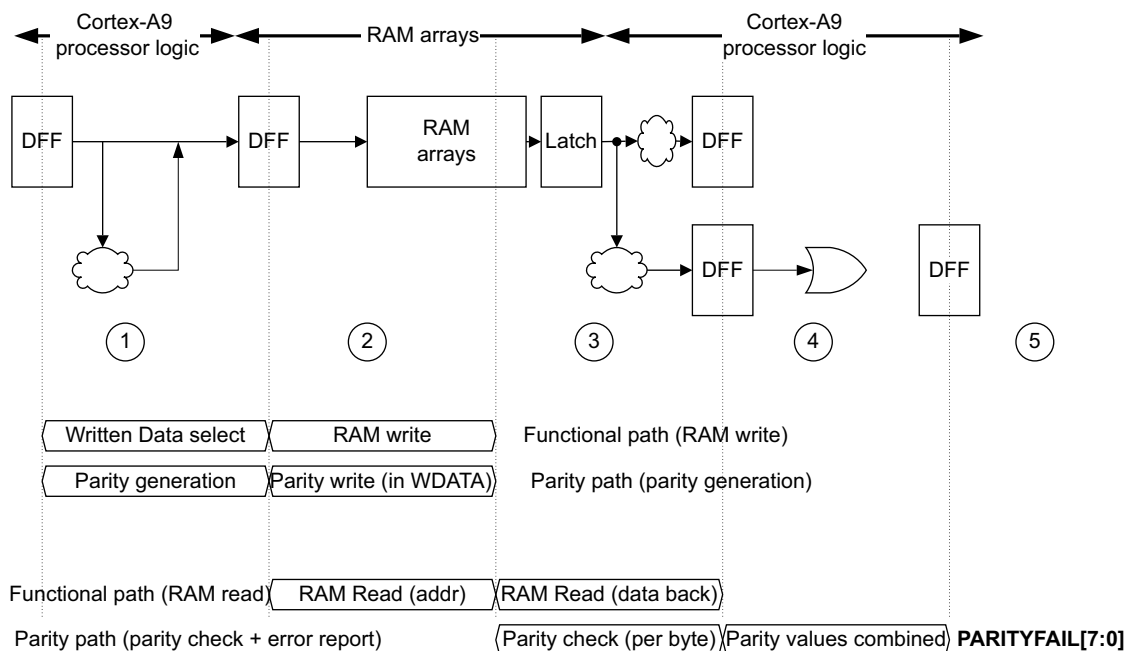 Cortex-A9
processor logic
RAM arrays
Cortex-A9
processor logic
DFF
DFF
RAM
arrays
Latch
DFF
DFF
DFF
1
2
3
4
5
Written Data select
RAM write
Functional path (RAM write)
Parity generation
Parity write (in WDATA)
Parity path (parity generation)
Functional path (RAM read)
RAM Read (addr)
RAM Read (data back)
Parity path (parity check + error report)
Parity check (per byte)
Parity values combined
PARITYFAIL[7:0]